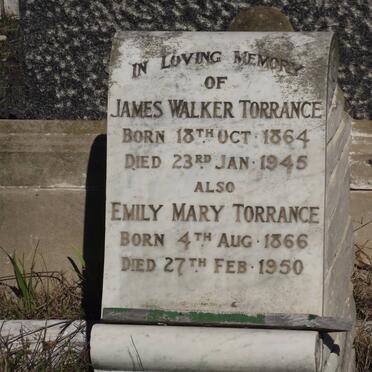 IN LOVING MEMORY
OF
JAMES WALKER TORRANCE
BORN 18TH OCT 1864
DIED 23RD JAN 1945
ALSO
EMILY MARY TORRANCE
BORN 4TH AUG 1866
DIED 27TH FEB 1950